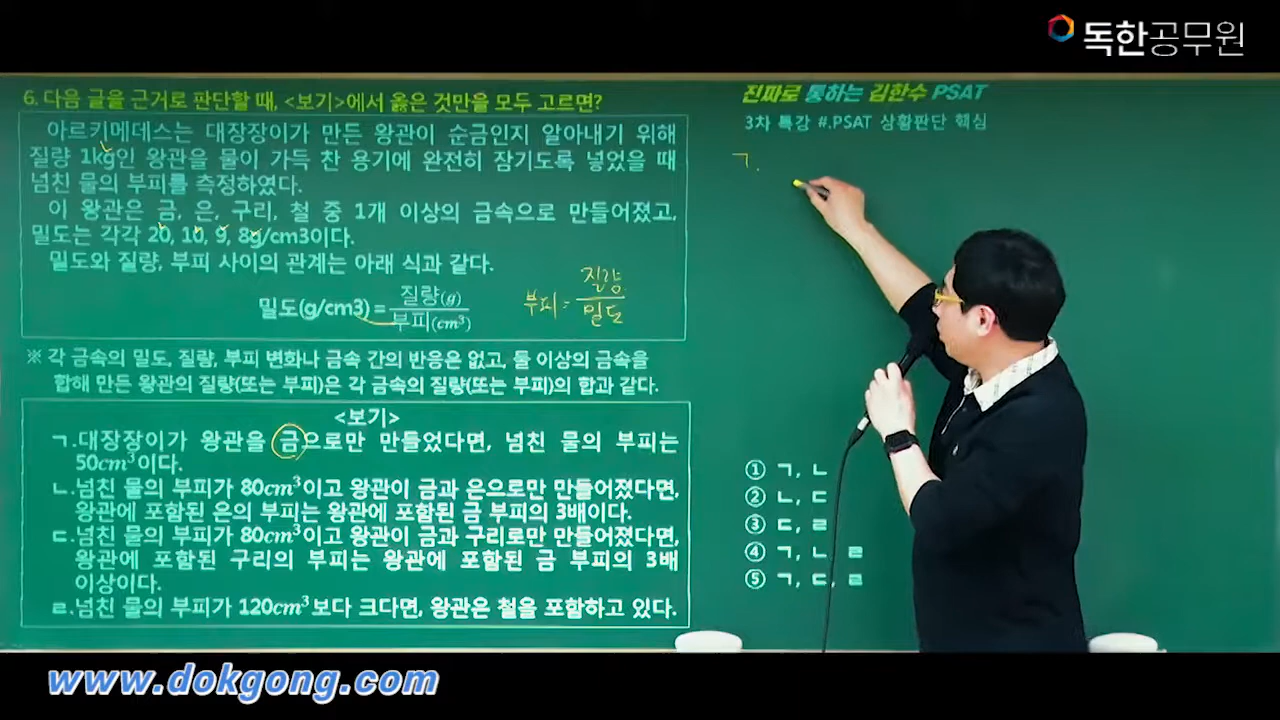 독한공무원
6. 다음 글을 근거로 판단할 때, <보기>에서 옳은 것만을 모두 고르면?
아르키메데스는 대장장이가 만든 왕관이 순금인지 알아내기 위해
질량 1kg인 왕관을 물이 가득 찬 용기에 완전히 잠기도록 넣었을 때
넘친 물의 부피를 측정하였다.
이 왕관은 금, 은, 구리, 철 중 1개 이상의 금속으로 만들어졌고,
밀도는 각각 20, 10, 9, 8g/cm3이다.
밀도와 질량, 부피 사이의 관계는 아래 식과 같다.
밀도(g/cm3) = 질량(g) / 부피(cm³)
부피 = 질량 / 밀도
※ 각 금속의 밀도, 질량, 부피 변화나 금속 간의 반응은 없고, 둘 이상의 금속을
합해 만든 왕관의 질량(또는 부피)은 각 금속의 질량(또는 부피)의 합과 같다.
<보기>
ㄱ.대장장이가 왕관을 금으로만 만들었다면, 넘친 물의 부피는
50cm³이다.
ㄴ.넘친 물의 부피가 80cm³이고 왕관이 금과 은으로만 만들어졌다면,
왕관에 포함된 은의 부피는 왕관에 포함된 금 부피의 3배이다.
ㄷ.넘친 물의 부피가 80cm³이고 왕관이 금과 구리로만 만들어졌다면,
왕관에 포함된 구리의 부피는 왕관에 포함된 금 부피의 3배
이상이다.
ㄹ.넘친 물의 부피가 120cm³보다 크다면, 왕관은 철을 포함하고 있다.
진짜로 통하는 김한수 PSAT
3차 특강 #.PSAT 상황판단 핵심
ㄱ.
① ㄱ, ㄴ
② ㄴ, ㄷ
③ ㄷ, ㄹ
④ ㄱ, ㄴ, ㄹ
⑤ ㄱ, ㄷ, ㄹ
www.dokgong.com